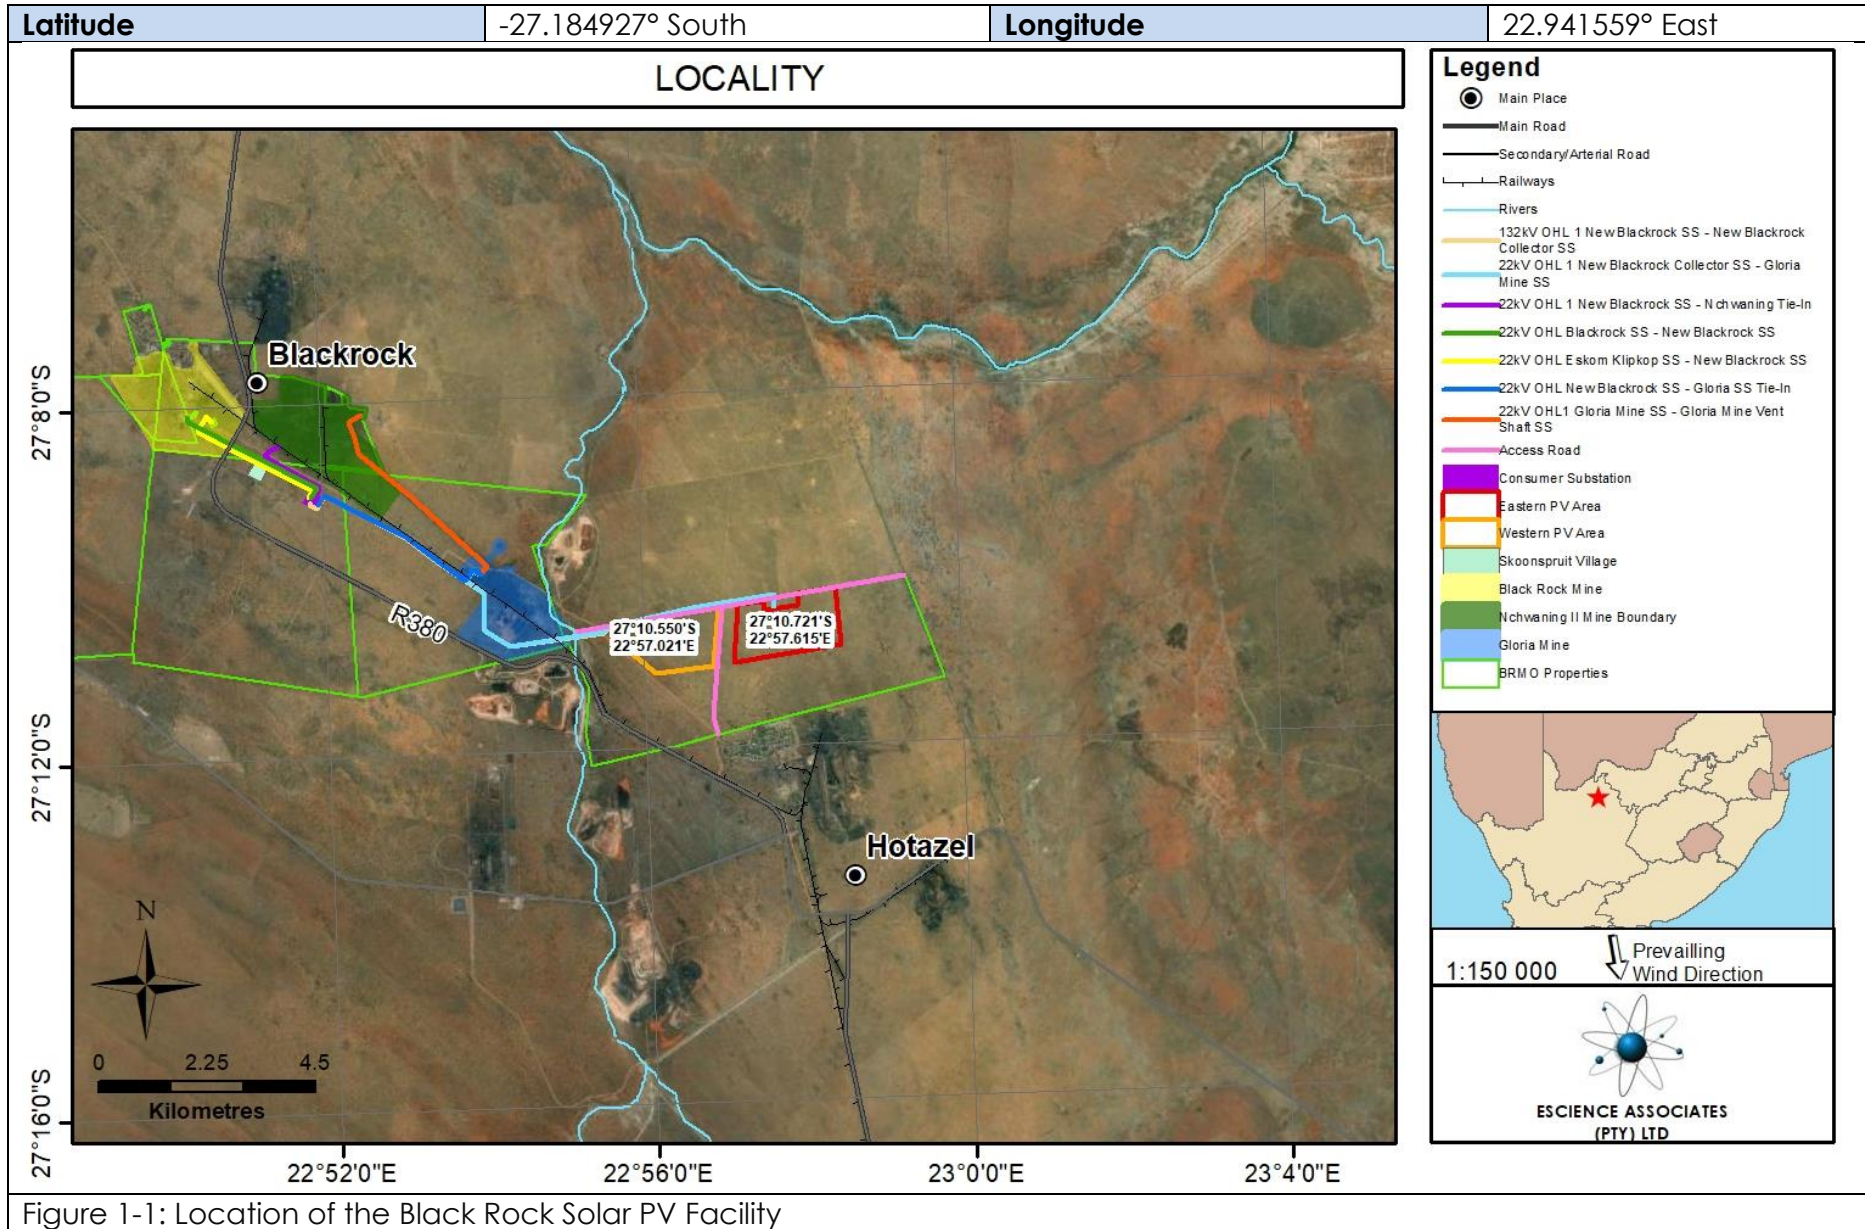 Latitude -27.184927° South Longitude 22.941559° East
LOCALITY
Legend
Main Place
Main Road
Secondary/Arterial Road
Railways
Rivers
132kV OHL 1 New Blackrock SS - New Blackrock
Collector SS
22kV OHL 1 New Blackrock Collector SS - Gloria
Mine SS
22kV OHL 1 New Blackrock SS - Nchwaning Tie-In
22kV OHL Blackrock SS - New Blackrock SS
22kV OHL Eskom Klipkop SS - New Blackrock SS
22kV OHL New Blackrock SS - Gloria SS Tie-In
22kV OHL1 Gloria Mine SS - Gloria Mine Vent
Shaft SS
Access Road
Consumer Substation
Eastern PV Area
Western PV Area
Skoonspruit Village
Black Rock Mine
Nchwaning II Mine Boundary
Gloria Mine
BRMO Properties
Blackrock
R380
27°10.550'S
22°57.021'E
27°10.721'S
22°57.615'E
Hotazel
N
0 2.25 4.5
Kilometres
27°8'0"S
27°12'0"S
27°16'0"S
22°52'0"E 22°56'0"E 23°0'0"E 23°4'0"E
1:150 000
Prevailling
Wind Direction
ESCIENCE ASSOCIATES
(PTY) LTD
Figure 1-1: Location of the Black Rock Solar PV Facility